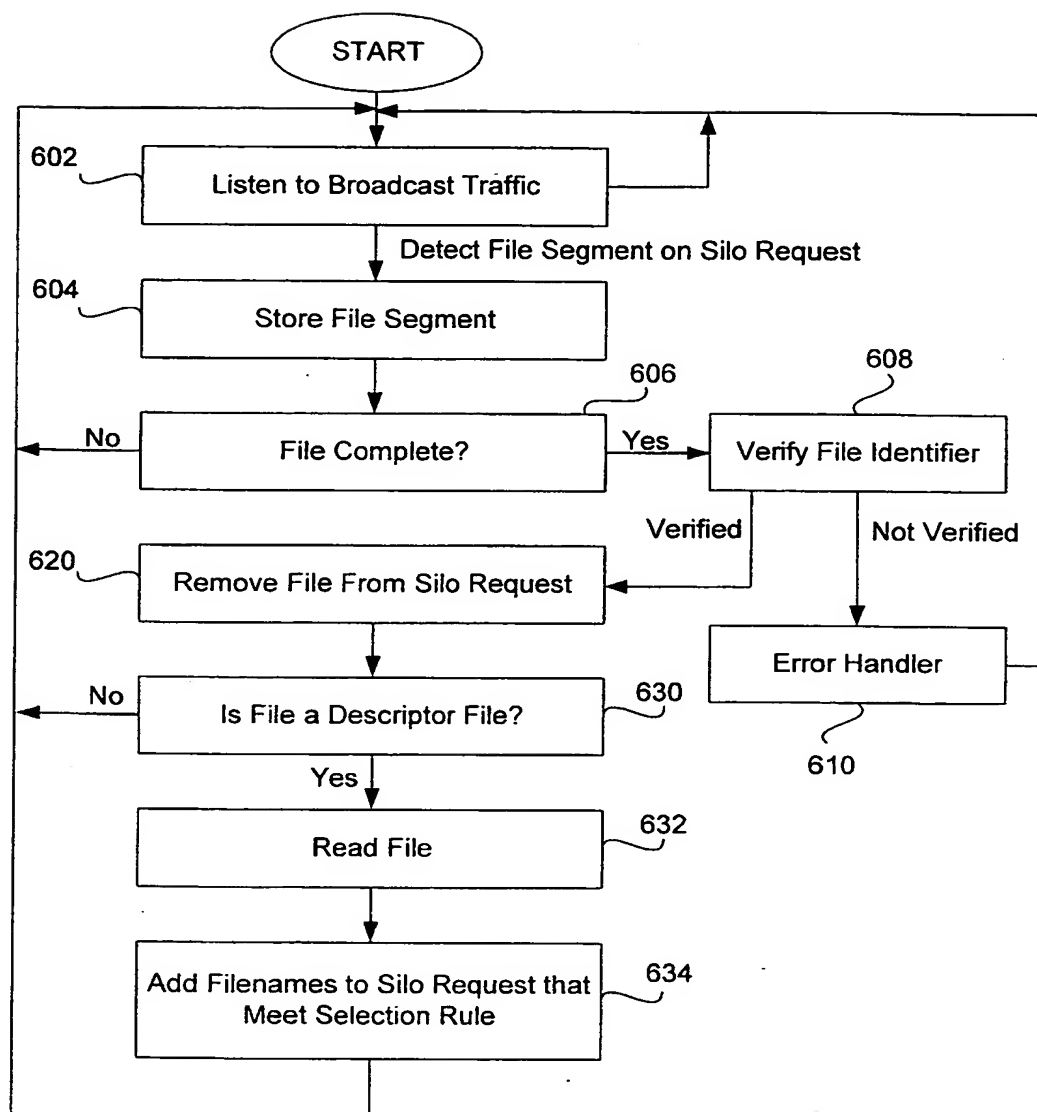 START
602
Listen to Broadcast Traffic
Detect File Segment on Silo Request
604
Store File Segment
606
608
No
File Complete?
Yes
Verify File Identifier
Verified
Not Verified
620
Remove File From Silo Request
Error Handler
No
Is File a Descriptor File?
630
610
Yes
Read File
632
Add Filenames to Silo Request that
Meet Selection Rule
634